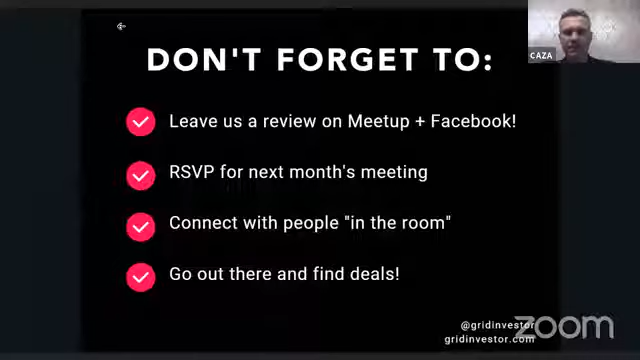 DON'T FORGET TO:
CAZA
Leave us a review on Meetup + Facebook!
RSVP for next month's meeting
Connect with people "in the room"
Go out there and find deals!
@gridinvestor
gridinvestor.com
zoom